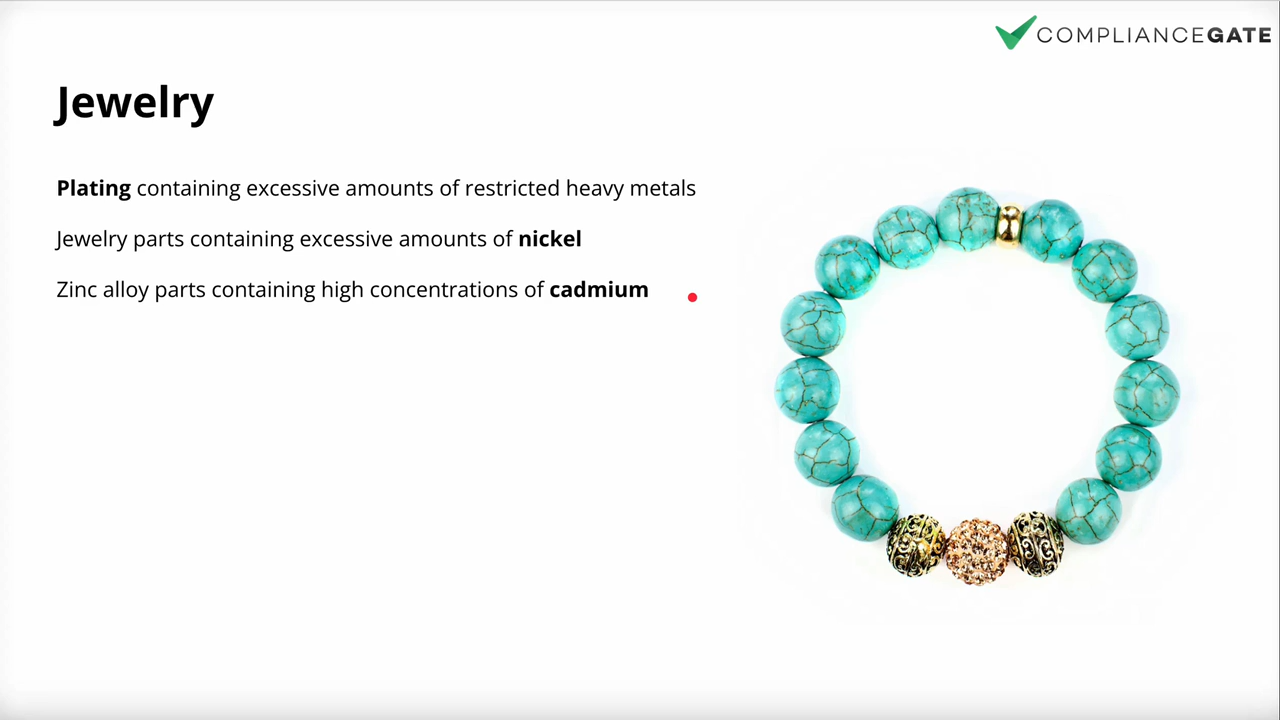 COMPLIANCEGATE
Jewelry
Plating containing excessive amounts of restricted heavy metals
Jewelry parts containing excessive amounts of nickel
Zinc alloy parts containing high concentrations of cadmium